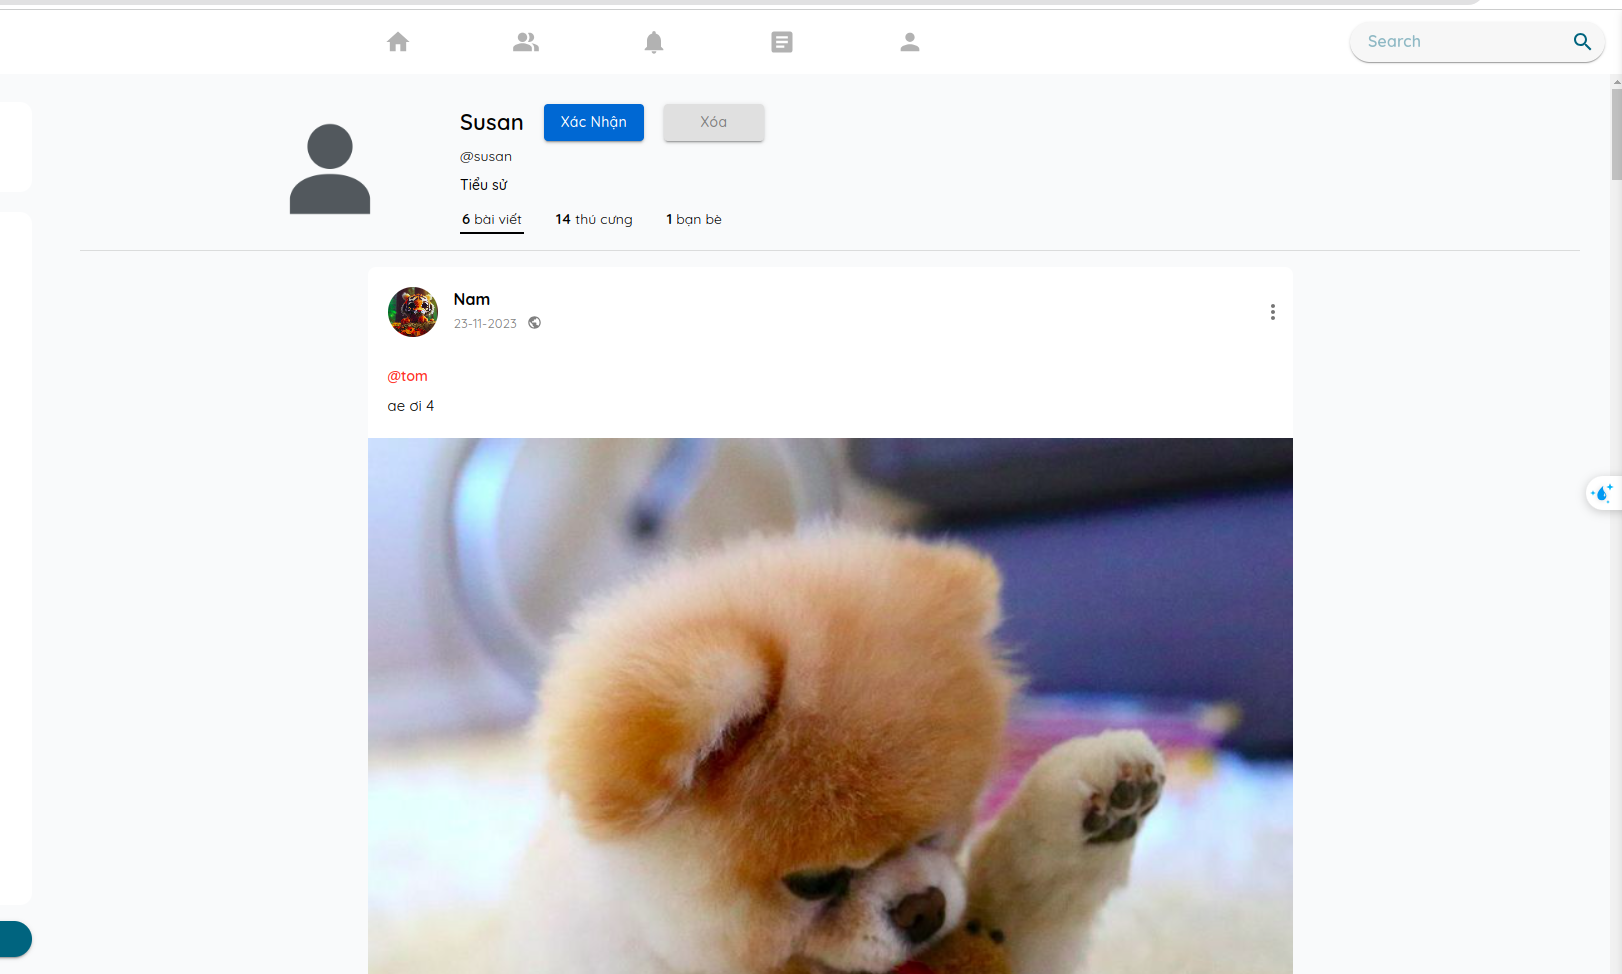 Search
Susan
Xác Nhận
Xóa
@susan
Tiểu sử
6 bài viết
14 thú cưng
1 bạn bè
Nam
23-11-2023
@tom
ae ơi 4